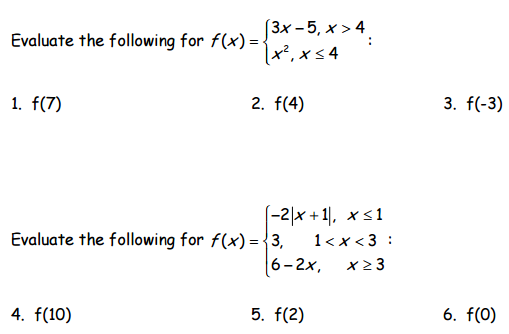 Evaluate the following for f(x) = {3x – 5, x > 4
x², x ≤ 4 :
1. f(7) 2. f(4) 3. f(-3)
Evaluate the following for f(x) = {–2|x + 1|, x ≤ 1
3, 1 < x < 3 :
6 – 2x, x ≥ 3
4. f(10) 5. f(2) 6. f(0)